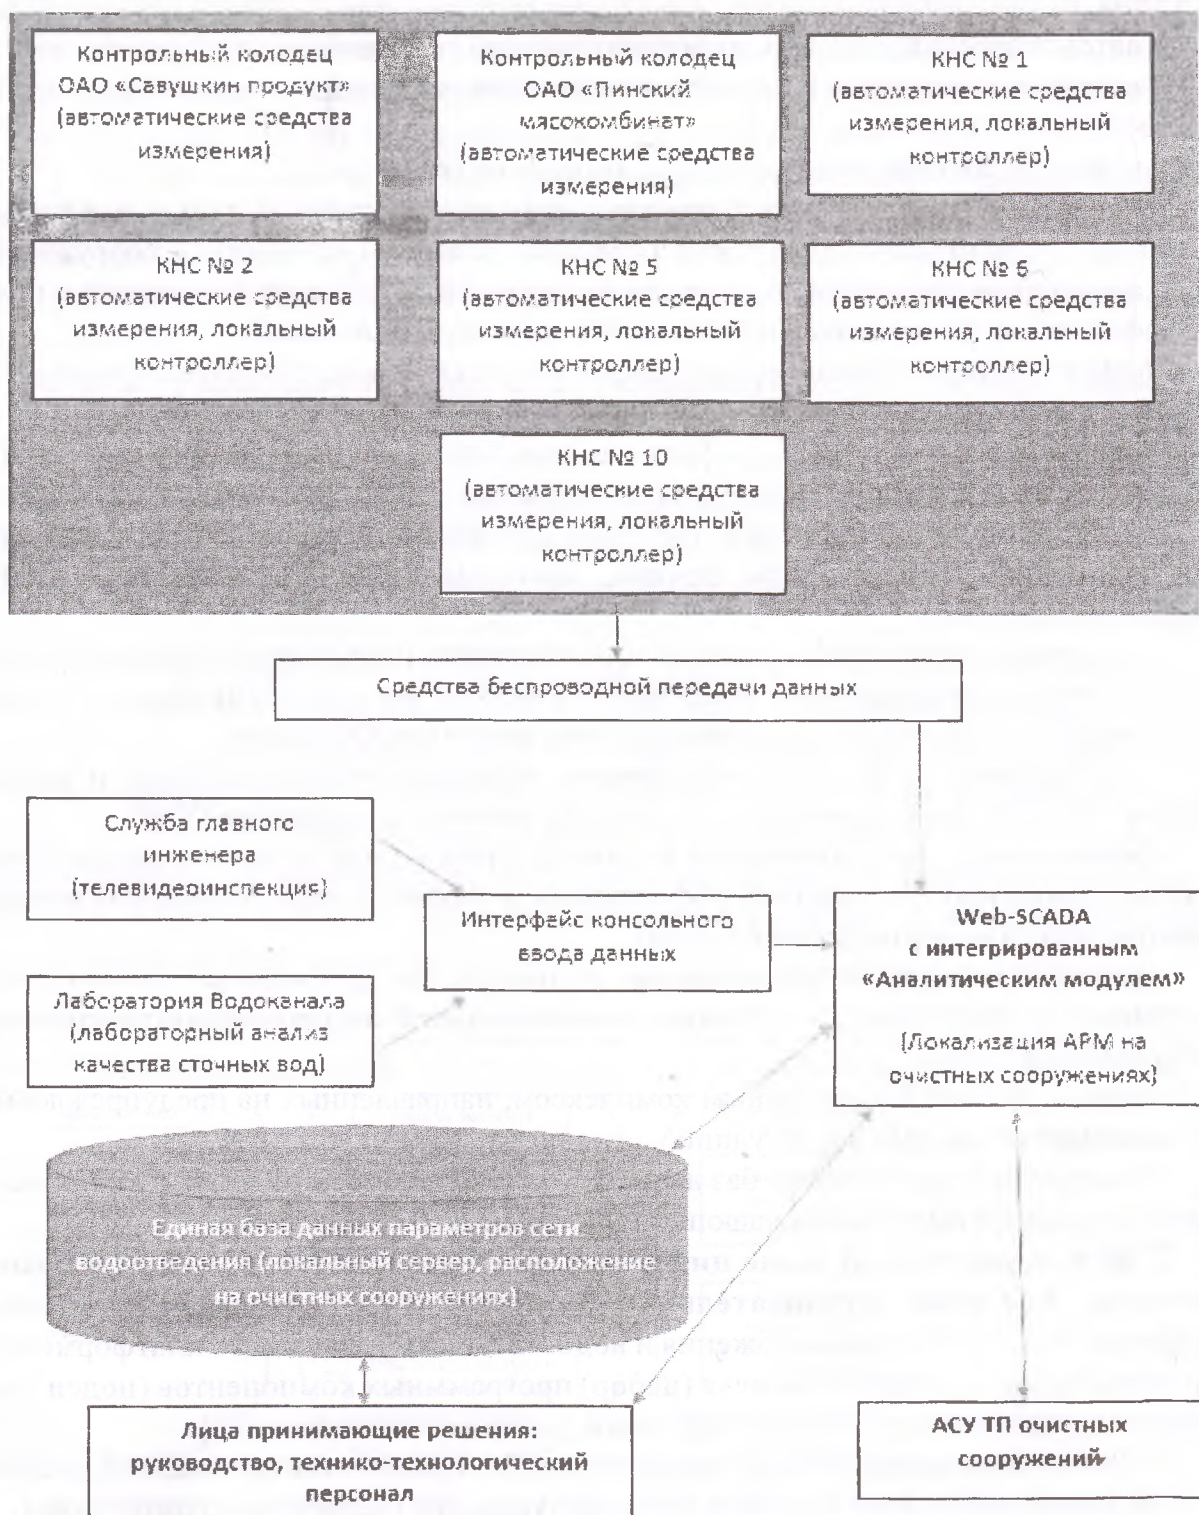 Контрольный колодец
ОАО «Савушкин продукт»
(автоматические средства
измерения)
Контрольный колодец
ОАО «Пинский
мясокомбинат»
(автоматические средства
измерения)
КНС № 1
(автоматические средства
измерения, локальный
контроллер)
КНС № 2
(автоматические средства
измерения, локальный
контроллер)
КНС № 5
(автоматические средства
измерения, локальный
контроллер)
КНС № 6
(автоматические средства
измерения, локальный
контроллер)
КНС № 10
(автоматические средства
измерения, локальный
контроллер)
Средства беспроводной передачи данных
Служба главного
инженера
(телевидеоинспекция)
Интерфейс консольного
ввода данных
Web-SCADA
с интегрированным
«Аналитическим модулем»
(Локализация АРМ на
очистных сооружениях)
Лаборатория Водоканала
(лабораторный анализ
качества сточных вод)
Единая база данных параметров сети
водоотведения (локальный сервер, расположение
на очистных сооружениях)
Лица принимающие решения:
руководство, технико-технологический
персонал
АСУ ТП очистных
сооружений